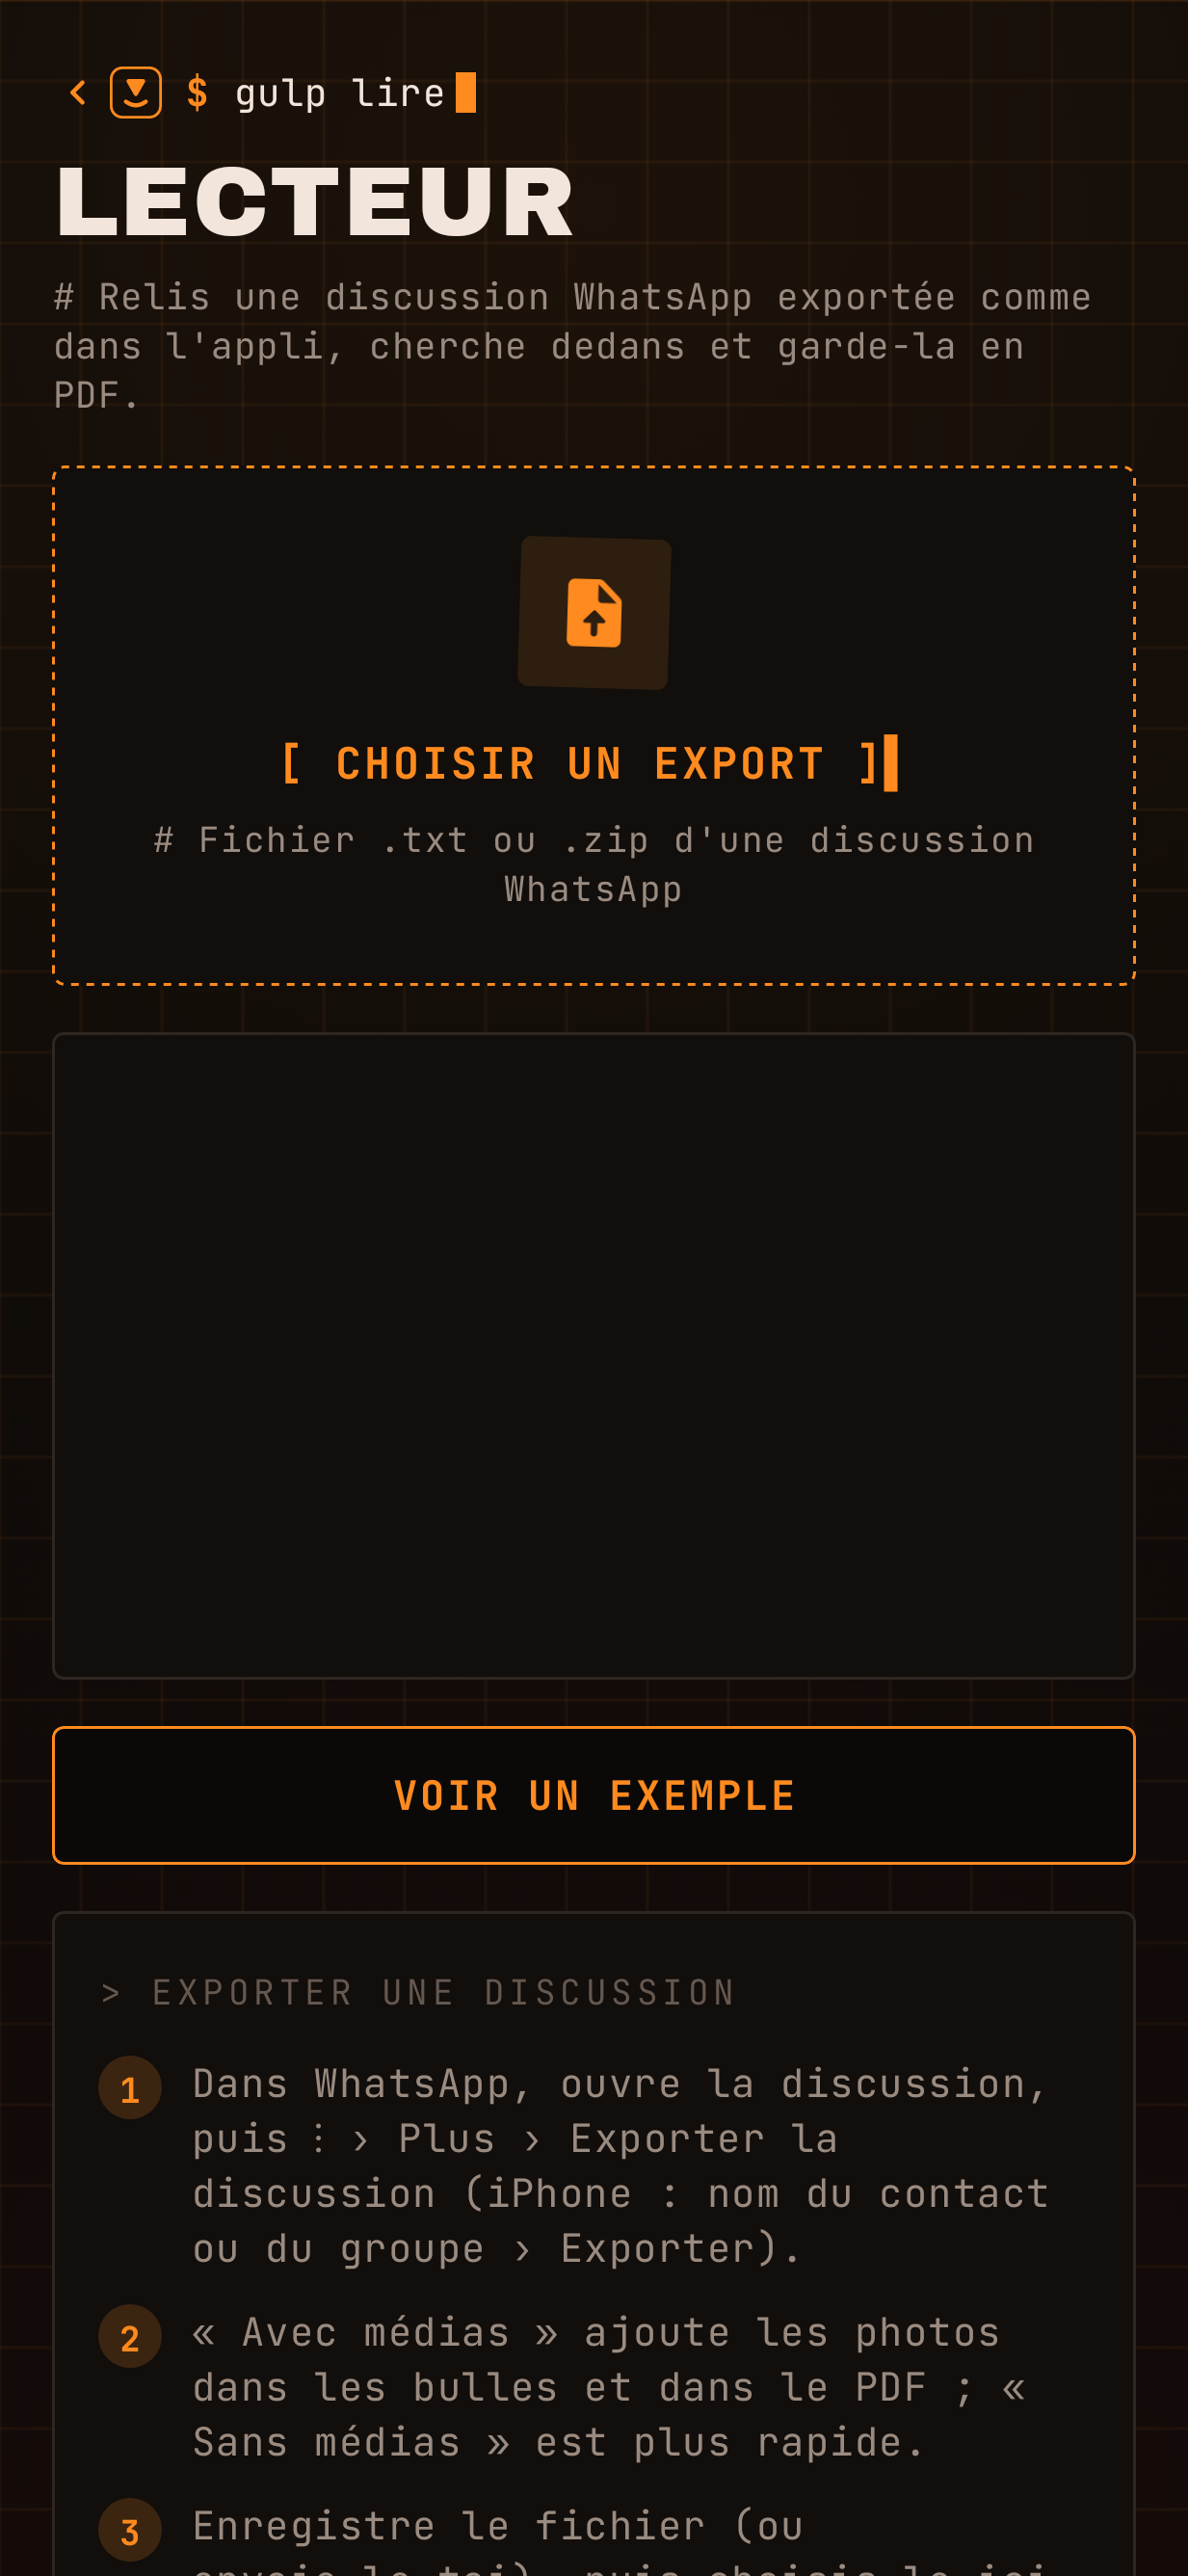 $ gulp lire
LECTEUR
# Relis une discussion WhatsApp exportée comme
dans l'appli, cherche dedans et garde-la en
PDF.
[ CHOISIR UN EXPORT ]
# Fichier .txt ou .zip d'une discussion
WhatsApp
VOIR UN EXEMPLE
> EXPORTER UNE DISCUSSION
1 Dans WhatsApp, ouvre la discussion,
puis ⋮ › Plus › Exporter la
discussion (iPhone : nom du contact
ou du groupe › Exporter).
2 « Avec médias » ajoute les photos
dans les bulles et dans le PDF ; «
Sans médias » est plus rapide.
3 Enregistre le fichier (ou